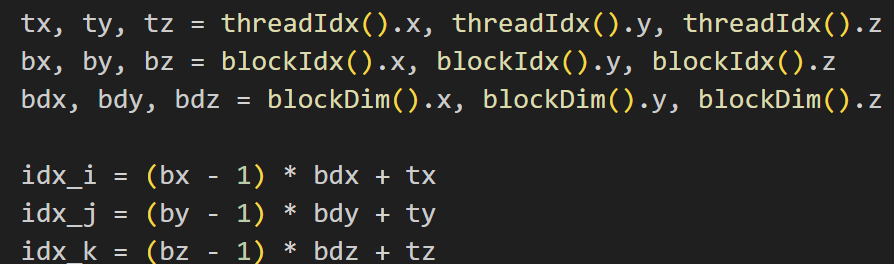 tx, ty, tz = threadIdx().x, threadIdx().y, threadIdx().z
bx, by, bz = blockIdx().x, blockIdx().y, blockIdx().z
bdx, bdy, bdz = blockDim().x, blockDim().y, blockDim().z
idx_i = (bx - 1) * bdx + tx
idx_j = (by - 1) * bdy + ty
idx_k = (bz - 1) * bdz + tz